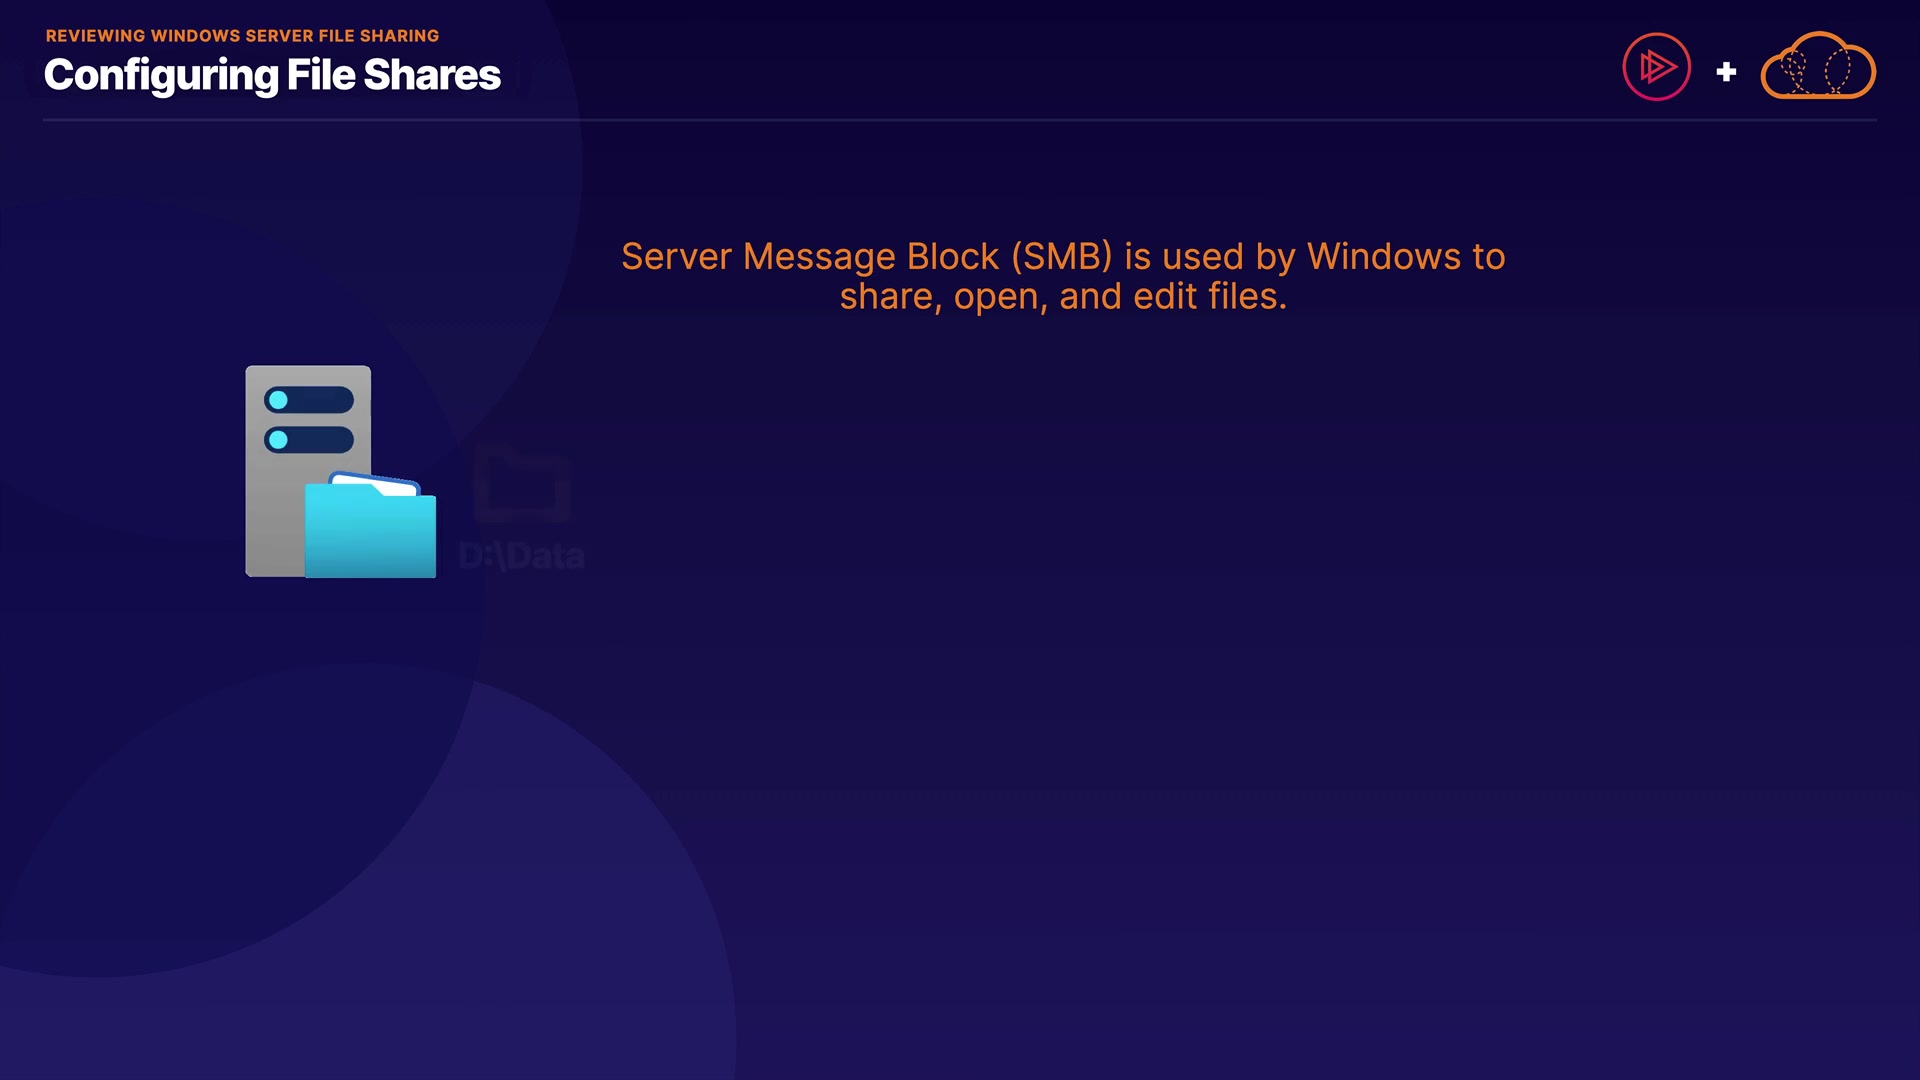 REVIEWING WINDOWS SERVER FILE SHARING
Configuring File Shares
Server Message Block (SMB) is used by Windows to
share, open, and edit files.
D:\Data